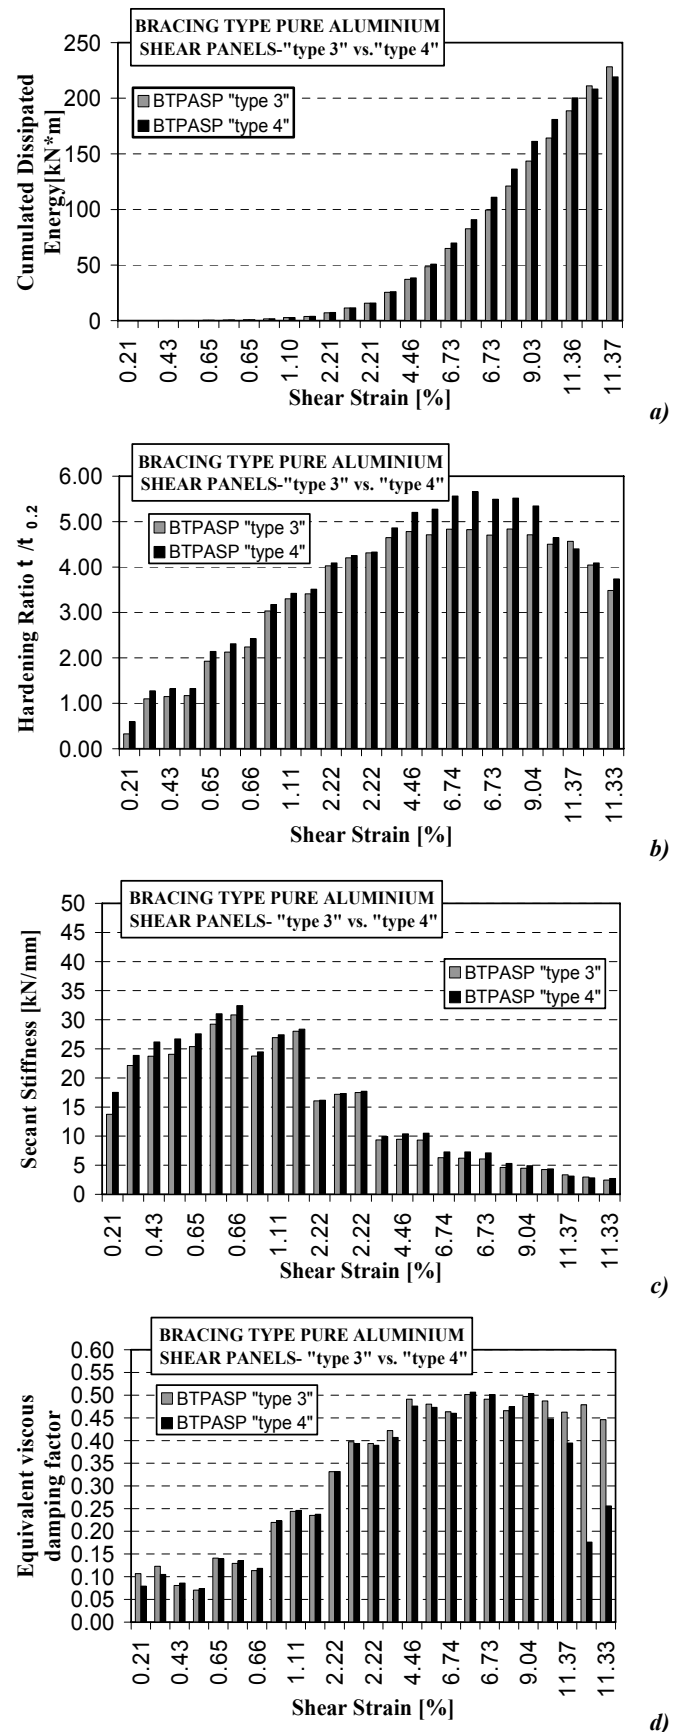 BRACING TYPE PURE ALUMINIUM
SHEAR PANELS-"type 3" vs."type 4"
BTPASP "type 3"
BTPASP "type 4"
Cumulated Dissipated
Energy[kN*m]
250
200
150
100
50
0
0.21
0.43
0.65
0.65
1.10
2.21
2.21
4.46
6.73
6.73
9.03
11.36
11.37
Shear Strain [%]
a)
BRACING TYPE PURE ALUMINIUM
SHEAR PANELS-"type 3" vs. "type 4"
BTPASP "type 3"
BTPASP "type 4"
Hardening Ratio t /t 0.2
6.00
5.00
4.00
3.00
2.00
1.00
0.00
0.21
0.43
0.65
0.66
1.11
2.22
2.22
4.46
6.74
6.73
9.04
11.37
11.33
Shear Strain [%]
b)
BRACING TYPE PURE ALUMINIUM
SHEAR PANELS- "type 3" vs. "type 4"
BTPASP "type 3"
BTPASP "type 4"
Secant Stiffness [kN/mm]
50
45
40
35
30
25
20
15
10
5
0
0.21
0.43
0.65
0.66
1.11
2.22
2.22
4.46
6.74
6.73
9.04
11.37
11.33
Shear Strain [%]
c)
BRACING TYPE PURE ALUMINIUM
SHEAR PANELS- "type 3" vs. "type 4"
BTPASP "type 3"
BTPASP "type 4"
Equivalent viscous
damping factor
0.60
0.55
0.50
0.45
0.40
0.35
0.30
0.25
0.20
0.15
0.10
0.05
0.00
0.21
0.43
0.65
0.66
1.11
2.22
2.22
4.46
6.74
6.73
9.04
11.37
11.33
Shear Strain [%]
d)